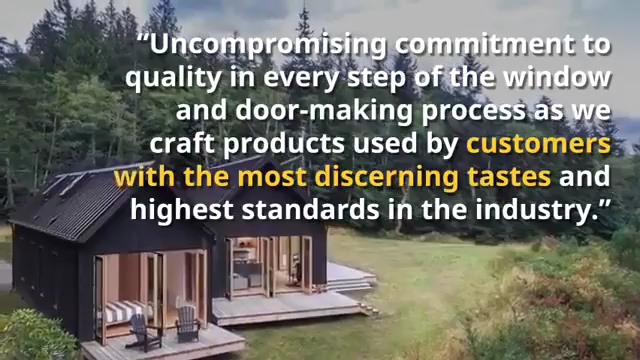 “Uncompromising commitment to
quality in every step of the window
and door-making process as we
craft products used by customers
with the most discerning tastes and
highest standards in the industry.”